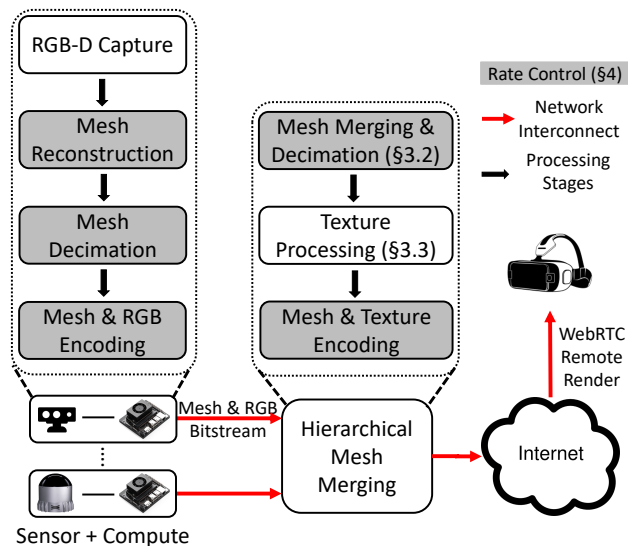 RGB-D Capture
Mesh
Reconstruction
Mesh
Decimation
Mesh & RGB
Encoding
Mesh Merging &
Decimation (§3.2)
Texture
Processing (§3.3)
Mesh & Texture
Encoding
Rate Control (§4)
Network
Interconnect
Processing
Stages
WebRTC
Remote
Render
Mesh & RGB
Bitstream
Hierarchical
Mesh
Merging
Internet
Sensor + Compute